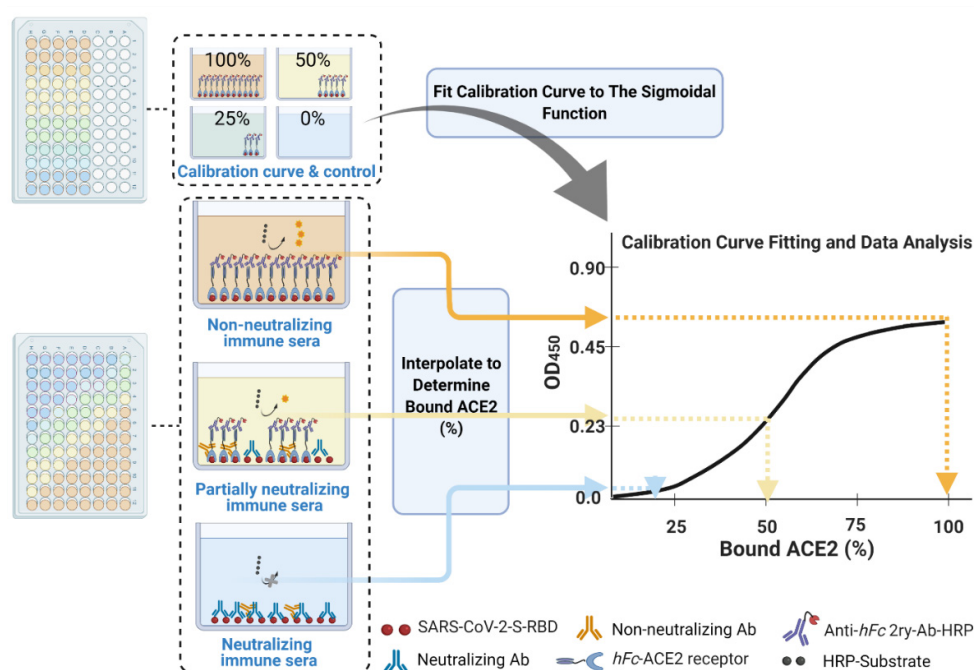 100%
50%
25%
0%
Calibration curve & control
Fit Calibration Curve to The Sigmoidal
Function
Non-neutralizing
immune sera
Partially neutralizing
immune sera
Neutralizing
immune sera
Interpolate to
Determine
Bound ACE2
(%)
Calibration Curve Fitting and Data Analysis
OD450
0.90
0.45
0.23
0.0
25
50
75
100
Bound ACE2 (%)
SARS-CoV-2-S-RBD
Non-neutralizing Ab
Anti-hFc 2ry-Ab-HRP
Neutralizing Ab
hFc-ACE2 receptor
HRP-Substrate